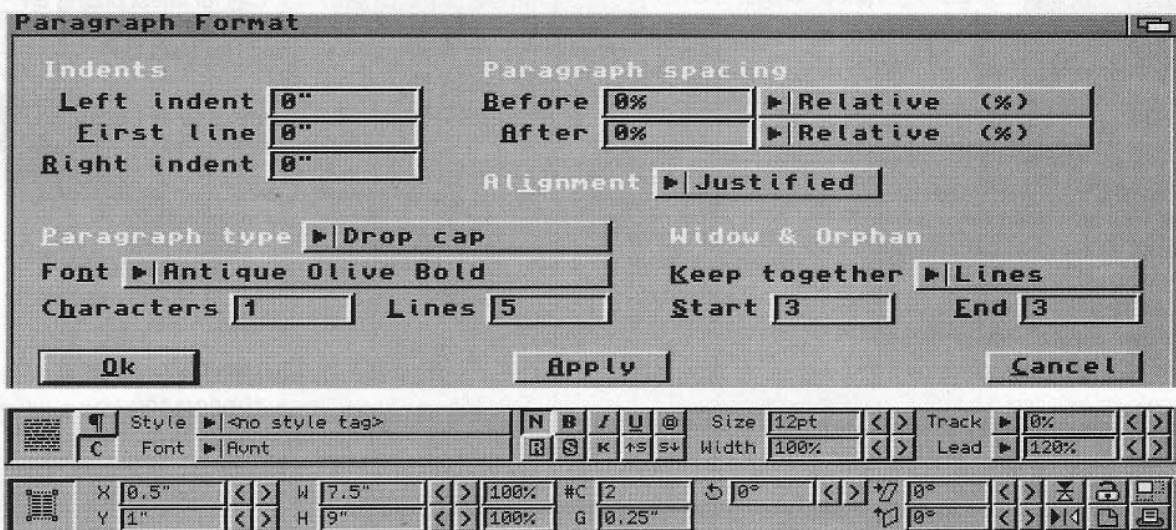 Paragraph Format
Indents
Paragraph spacing
Left indent 0"
Before 0% Relative (%)
First line 0"
After 0% Relative (%)
Right indent 0"
Alignment Justified
Paragraph type Drop cap
Widow & Orphan
Font Antique Olive Bold
Keep together Lines
Characters 1 Lines 5
Start 3 End 3
Ok Apply Cancel
¶ Style <no style tag> N B I U @ Size 12pt < > Track 0% < >
C Font Avnt R S K ↑S S↓ Width 100% < > Lead 120% < >
X 0.5" < > W 7.5" < > 100% #C 2 0° < > 0° < >
Y 1" < > H 9" < > 100% G 0.25" 0° < >